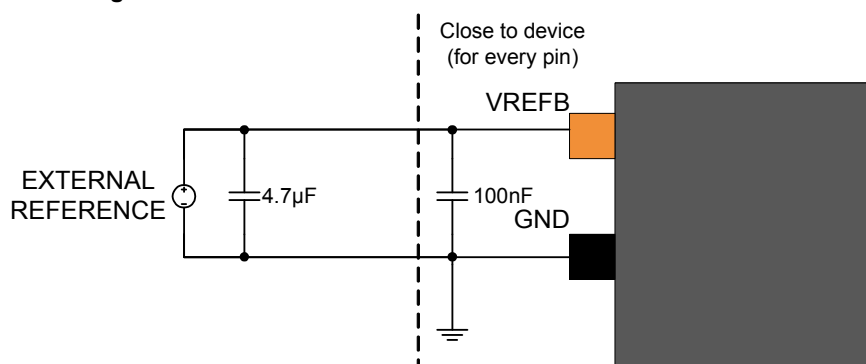 Close to device
(for every pin)
VREFB
EXTERNAL
REFERENCE
4.7µF
100nF
GND